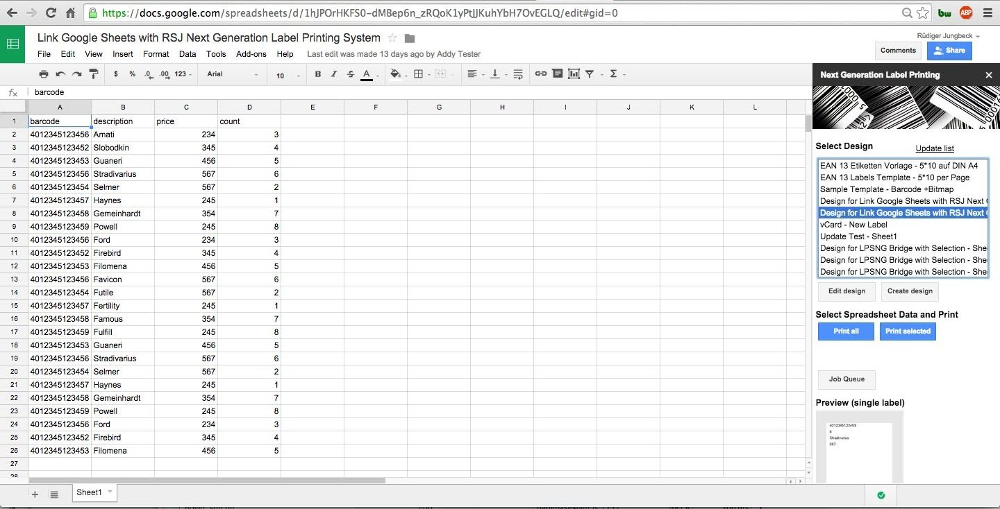 https://docs.google.com/spreadsheets/d/1hJPOrHKFS0-dMBep6n_zRQoK1yPtJJKuhYbH7OvEGLQ/edit#gid=0
bw ABP
Link Google Sheets with RSJ Next Generation Label Printing System
Rüdiger Jungbeck
File Edit View Insert Format Data Tools Add-ons Help Last edit was made 13 days ago by Addy Tester
Comments Share
$ % .0 .00 123 Arial 10 B I S A Σ
Next Generation Label Printing
fx barcode
A B C D E F G H I J K L
1 barcode description price count
2 4012345123456 Amati 234 3
3 4012345123452 Slobodkin 345 4
4 4012345123453 Guaneri 456 5
5 4012345123456 Stradivarius 567 6
6 4012345123454 Selmer 567 2
7 4012345123457 Haynes 245 1
8 4012345123458 Gemeinhardt 354 7
9 4012345123459 Powell 245 8
10 4012345123456 Ford 234 3
11 4012345123452 Firebird 345 4
12 4012345123453 Filomena 456 5
13 4012345123456 Favicon 567 6
14 4012345123454 Futile 567 2
15 4012345123457 Fertility 245 1
16 4012345123458 Famous 354 7
17 4012345123459 Fulfill 245 8
18 4012345123453 Guaneri 456 5
19 4012345123456 Stradivarius 567 6
20 4012345123454 Selmer 567 2
21 4012345123457 Haynes 245 1
22 4012345123458 Gemeinhardt 354 7
23 4012345123459 Powell 245 8
24 4012345123456 Ford 234 3
25 4012345123452 Firebird 345 4
26 4012345123453 Filomena 456 5
27
28
Sheet1
Select Design Update list
EAN 13 Etiketten Vorlage - 5*10 auf DIN A4
EAN 13 Labels Template - 5*10 per Page
Sample Template - Barcode +Bitmap
Design for Link Google Sheets with RSJ Next
Design for Link Google Sheets with RSJ Next
vCard - New Label
Update Test - Sheet1
Design for LPSNG Bridge with Selection - She
Design for LPSNG Bridge with Selection - She
Design for LPSNG Bridge with Selection - She
Edit design Create design
Select Spreadsheet Data and Print
Print all Print selected
Job Queue
Preview (single label)
4012345123459
8
Stradivarius
567